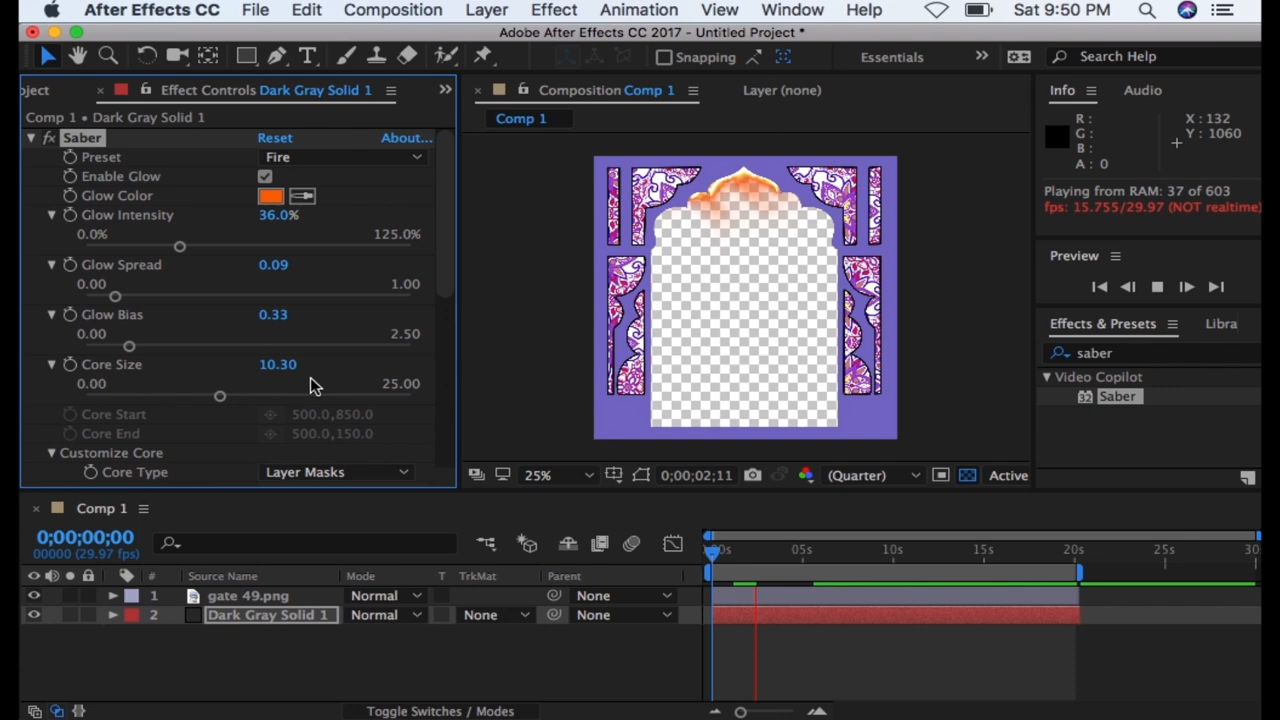 After Effects CC File Edit Composition Layer Effect Animation View Window Help Sat 9:50 PM
Adobe After Effects CC 2017 - Untitled Project *
T Snapping Essentials Search Help
oject × Effect Controls Dark Gray Solid 1
Comp 1 • Dark Gray Solid 1
fx Saber Reset About...
Preset Fire
Enable Glow
Glow Color
Glow Intensity 36.0%
0.0% 125.0%
Glow Spread 0.09
0.00 1.00
Glow Bias 0.33
0.00 2.50
Core Size 10.30
0.00 25.00
Core Start 500.0,850.0
Core End 500.0,150.0
Customize Core
Core Type Layer Masks
× Composition Comp 1 Layer (none)
Comp 1
25% 0;00;02;11 (Quarter) Active
Info Audio
R : X : 132
G : Y : 1060
B :
A : 0
Playing from RAM: 37 of 603
fps: 15.755/29.97 (NOT realtime)
Preview
Effects & Presets Libra
saber
Video Copilot
32 Saber
× Comp 1
0;00;00;00
00000 (29.97 fps)
:00s 05s 10s 15s 20s 25s 30s
# Source Name Mode T TrkMat Parent
1 gate 49.png Normal None
2 Dark Gray Solid 1 Normal None None
Toggle Switches / Modes